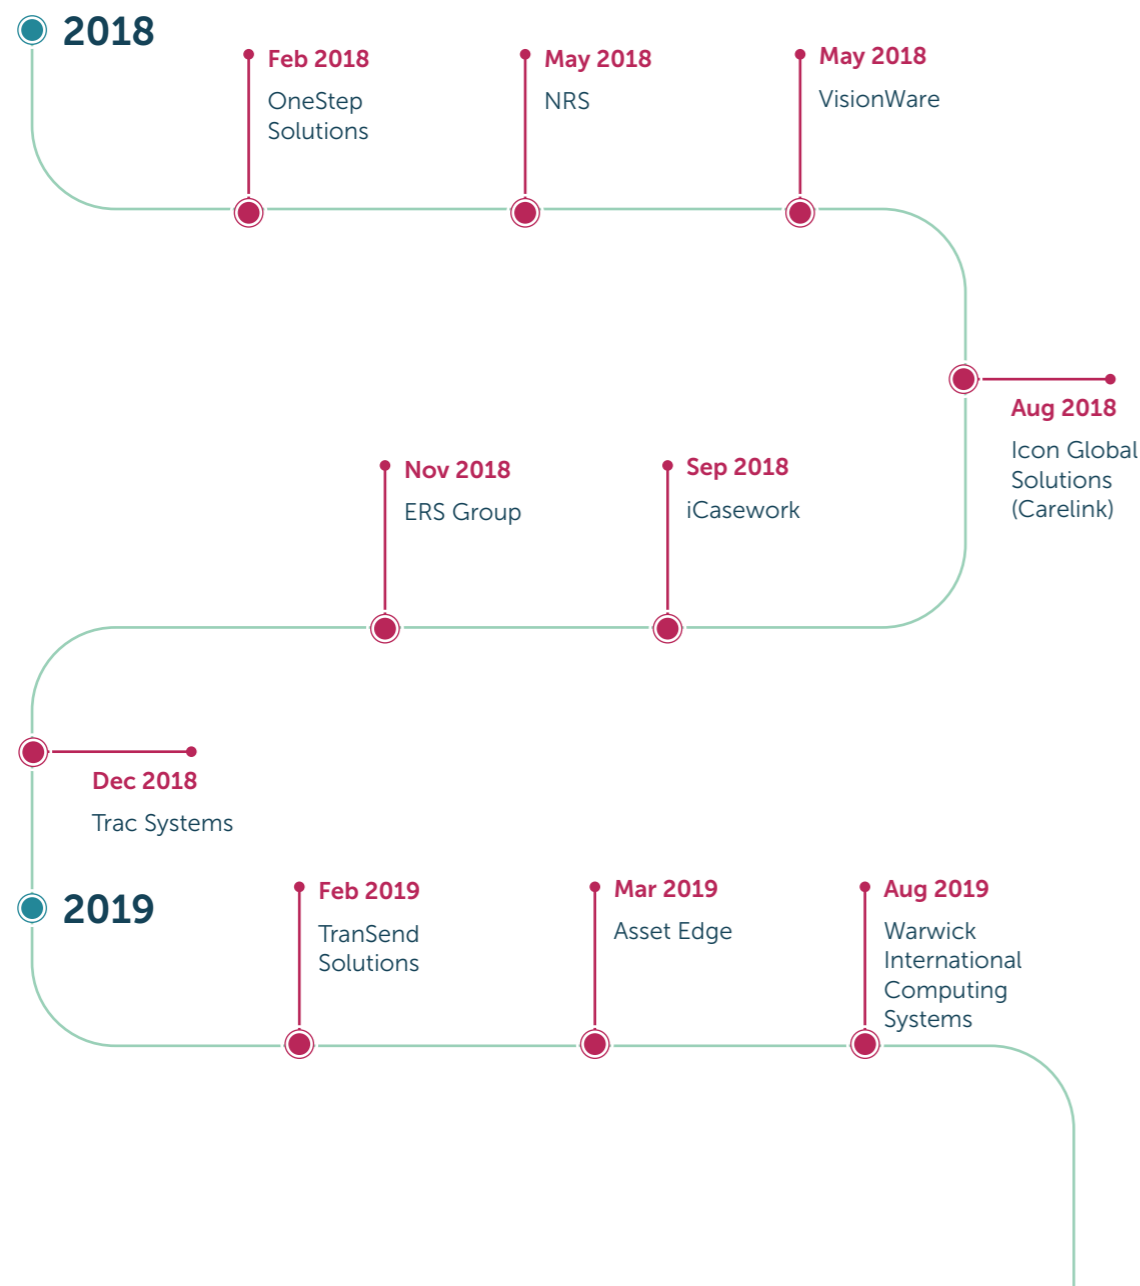 2018
Feb 2018
OneStep
Solutions
May 2018
NRS
May 2018
VisionWare
Aug 2018
Icon Global
Solutions
(Carelink)
Sep 2018
iCasework
Nov 2018
ERS Group
Dec 2018
Trac Systems
2019
Feb 2019
TranSend
Solutions
Mar 2019
Asset Edge
Aug 2019
Warwick
International
Computing
Systems